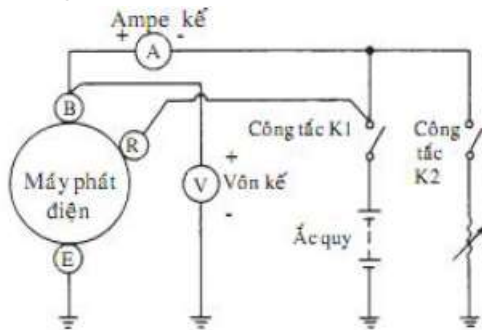 Ampe kế
+ A -
B
R
Công tắc K1
Công
tắc
K2
Máy phát
điện
+
V Vôn kế
-
Ắc quy
E